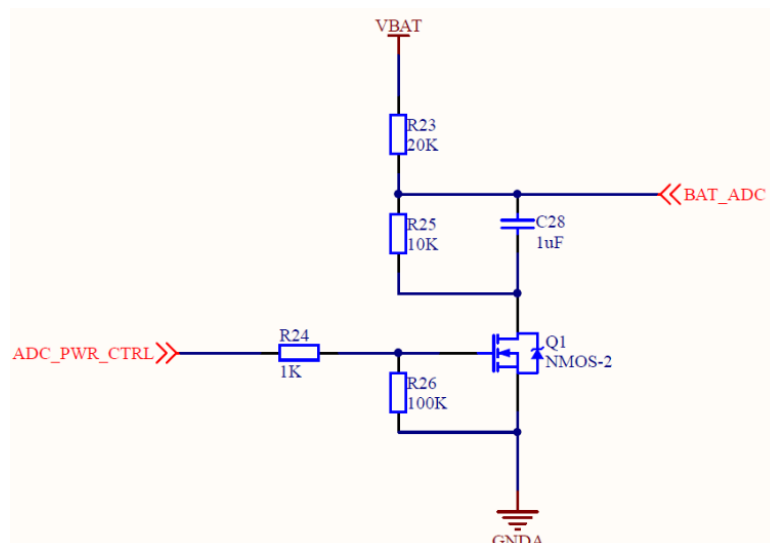 VBAT
R23
20K
BAT_ADC
R25
10K
C28
1uF
R24
ADC_PWR_CTRL
1K
Q1
NMOS-2
R26
100K
GNDA